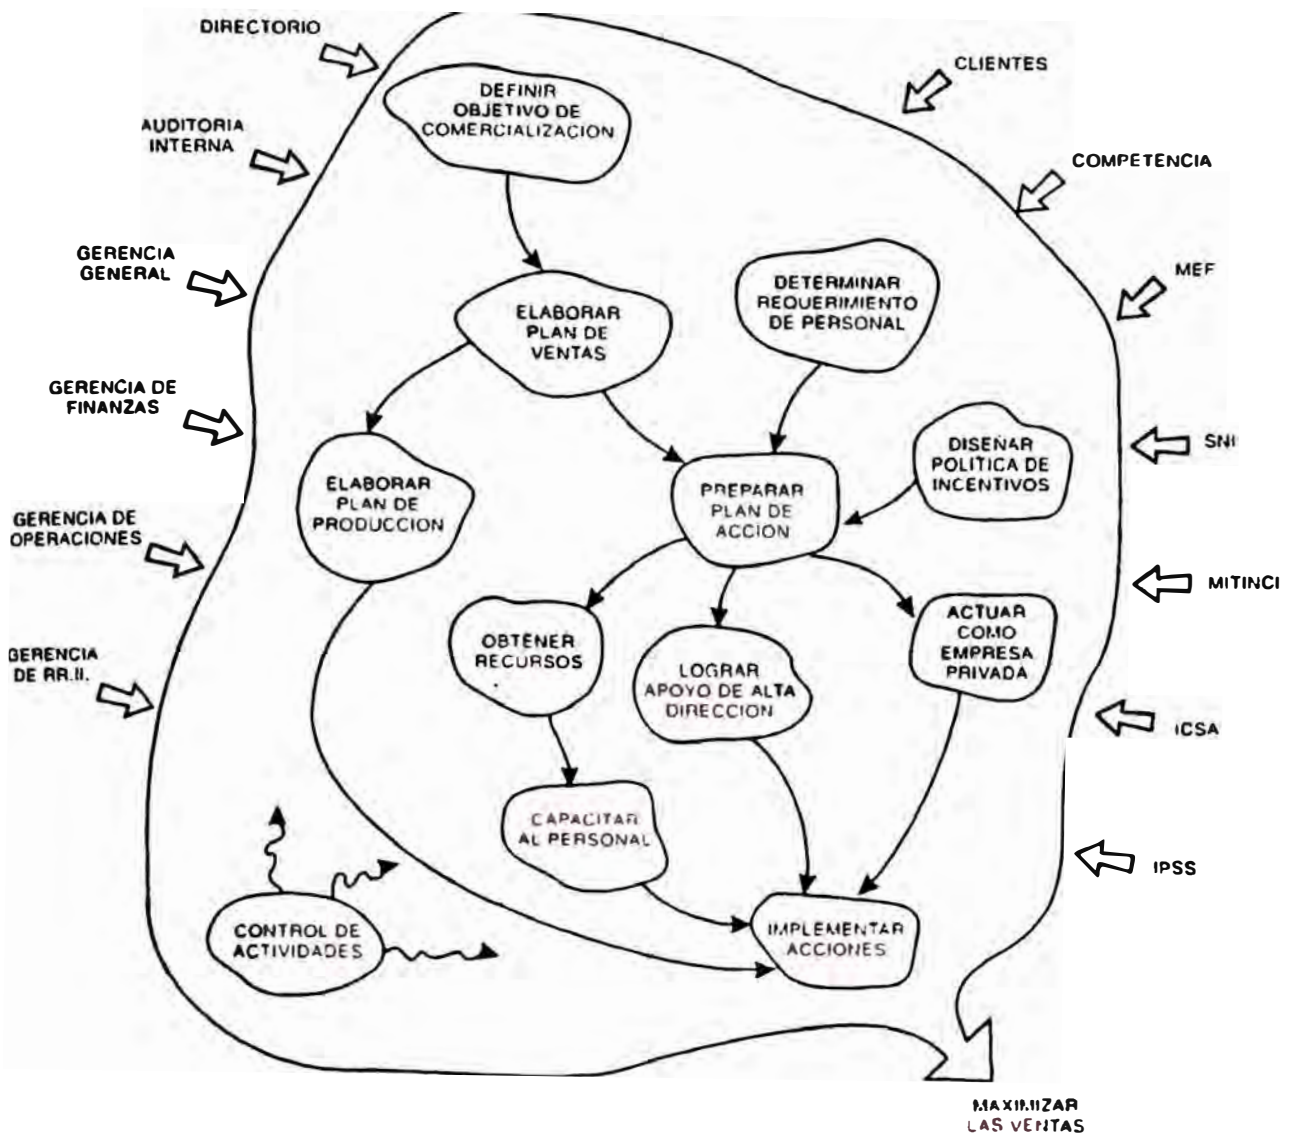 DIRECTORIO
CLIENTES
DEFINIR
OBJETIVO DE
COMERCIALIZACION
AUDITORIA
INTERNA
COMPETENCIA
GERENCIA
GENERAL
MEF
ELABORAR
PLAN DE
VENTAS
DETERMINAR
REQUERIMIENTO
DE PERSONAL
GERENCIA DE
FINANZAS
DISEÑAR
POLITICA DE
INCENTIVOS
SNI
ELABORAR
PLAN DE
PRODUCCION
PREPARAR
PLAN DE
ACCION
GERENCIA DE
OPERACIONES
MITINCI
OBTENER
RECURSOS
LOGRAR
APOYO DE ALTA
DIRECCION
ACTUAR
COMO
EMPRESA
PRIVADA
GERENCIA
DE RR.II.
ICSA
CAPACITAR
AL PERSONAL
IPSS
CONTROL DE
ACTIVIDADES
IMPLEMENTAR
ACCIONES
MAXIMIZAR
LAS VENTAS